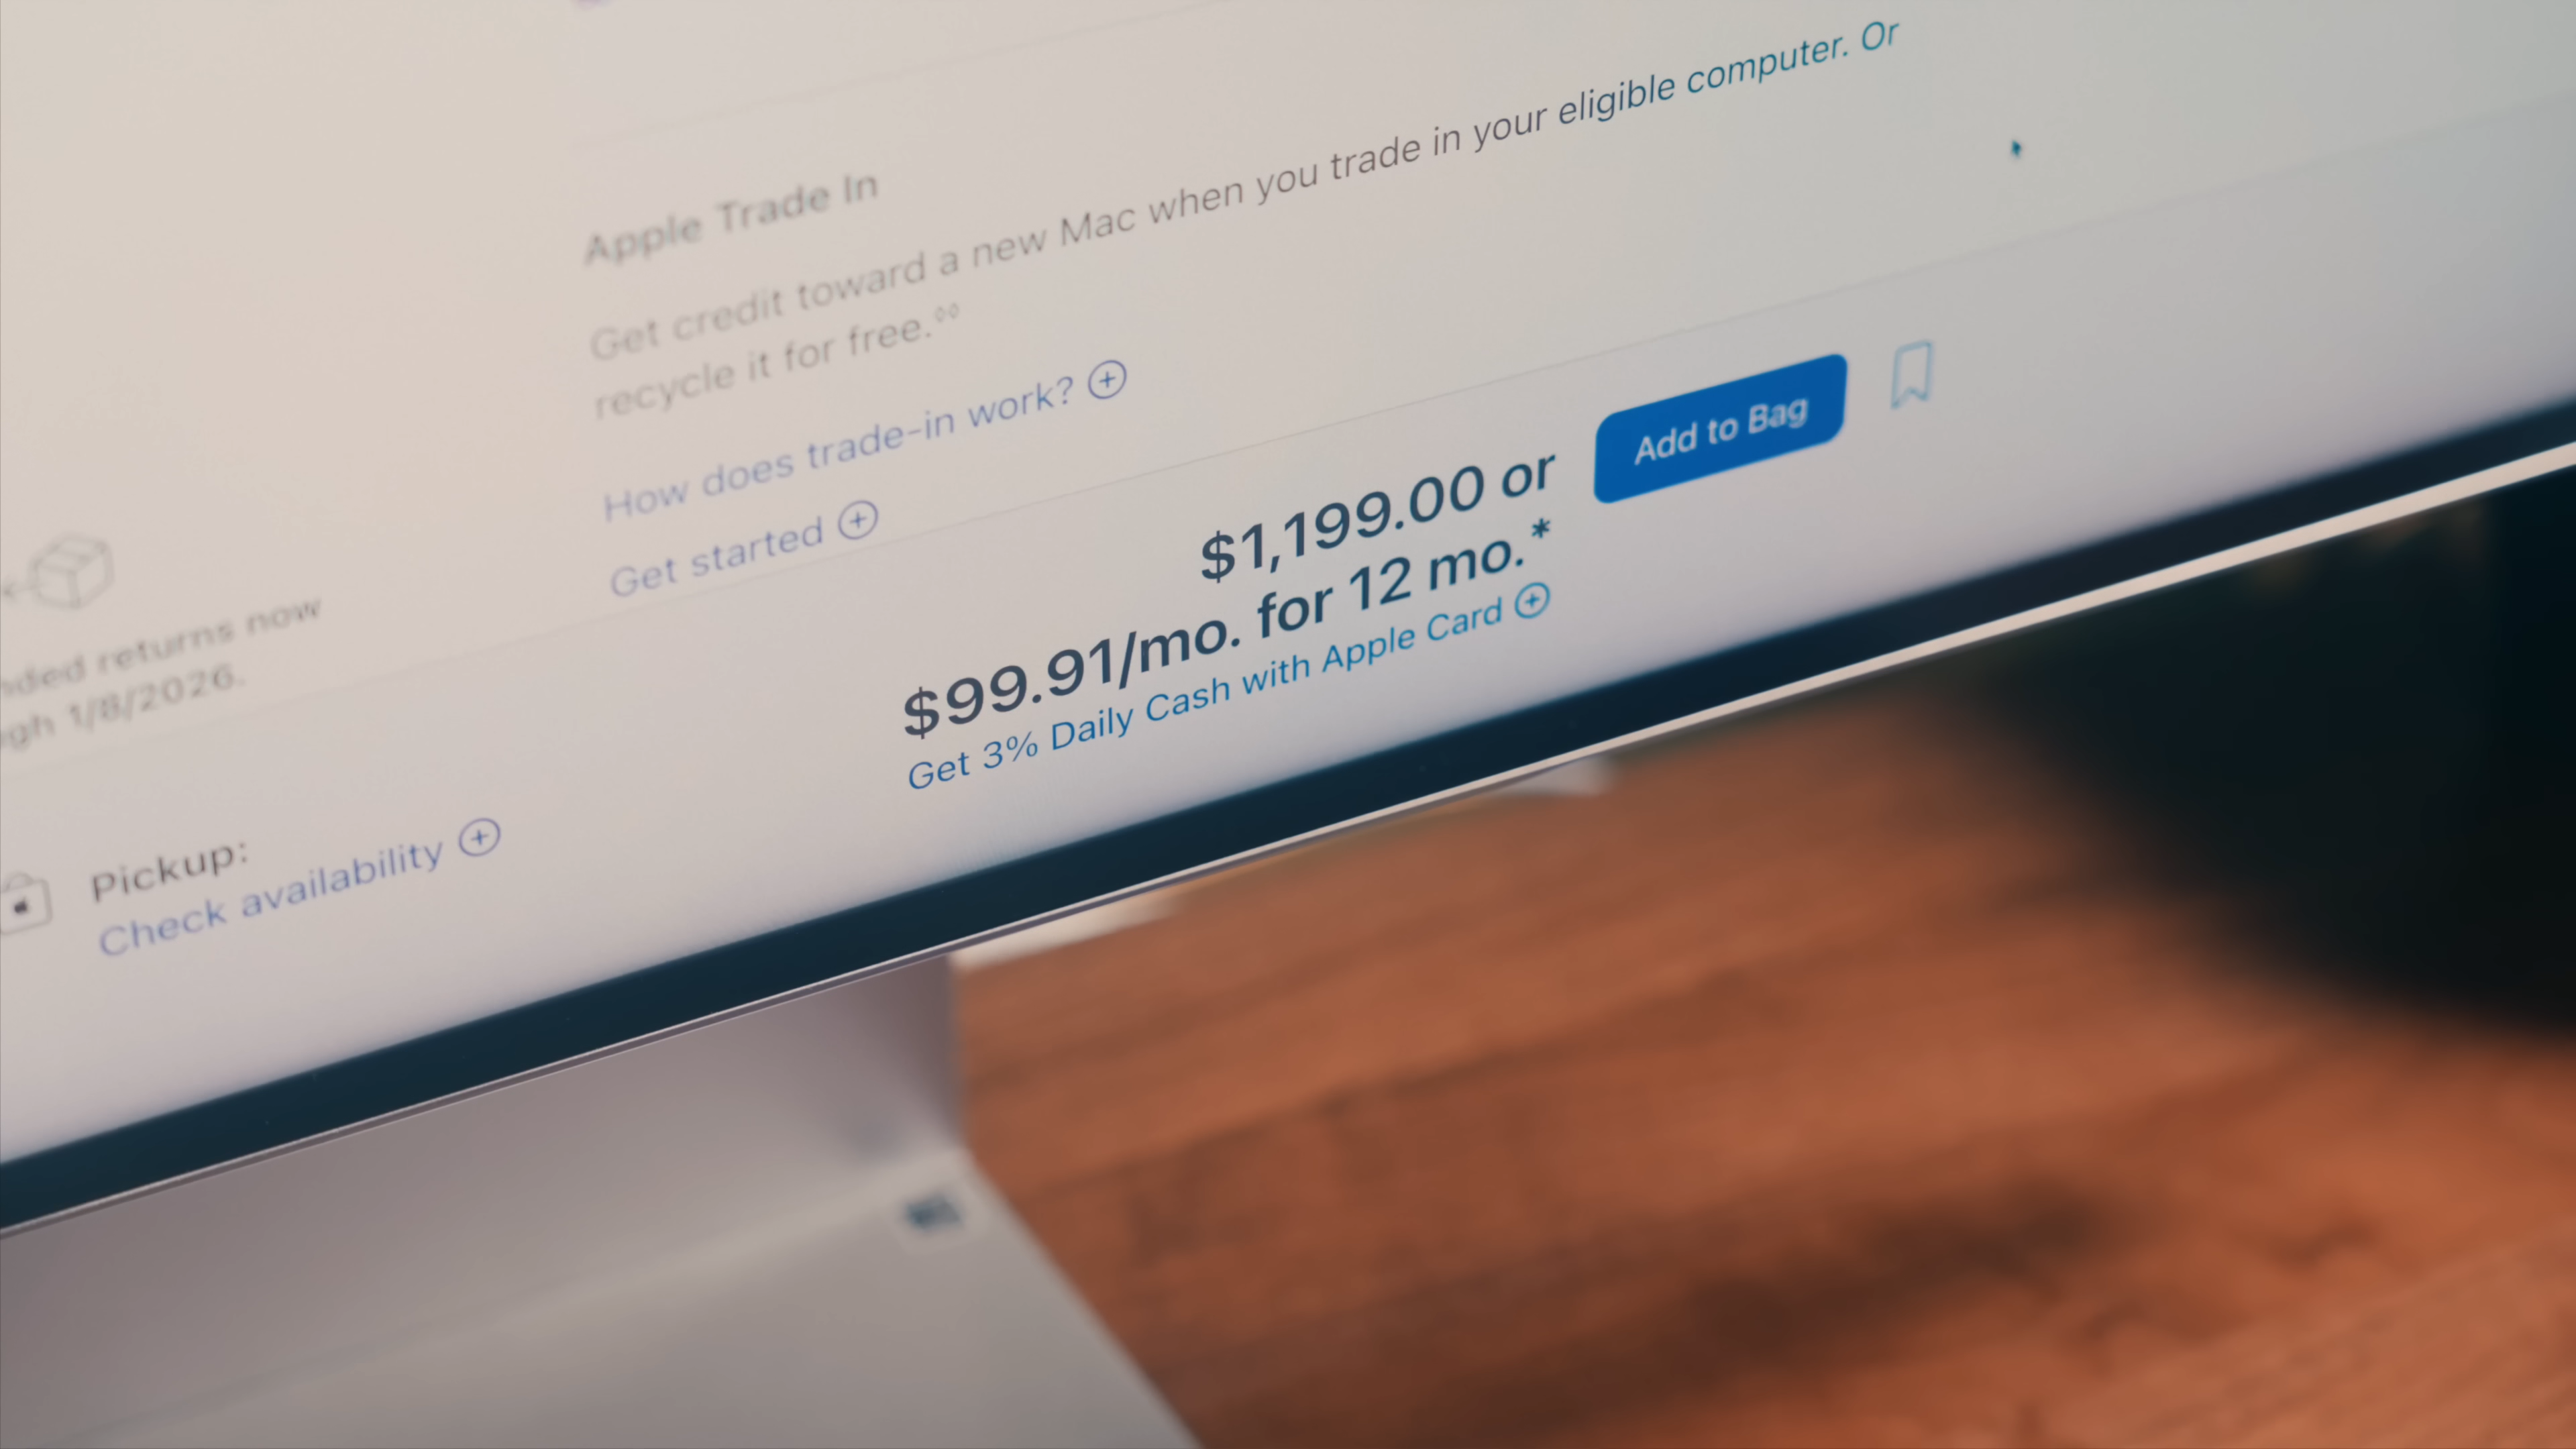 Apple Trade In
Get credit toward a new Mac when you trade in your eligible computer. Or
recycle it for free.◊◊
How does trade-in work?
Get started
returns now
1/8/2026.
Pickup:
Check availability
$1,199.00 or
$99.91/mo. for 12 mo.*
Get 3% Daily Cash with Apple Card
Add to Bag